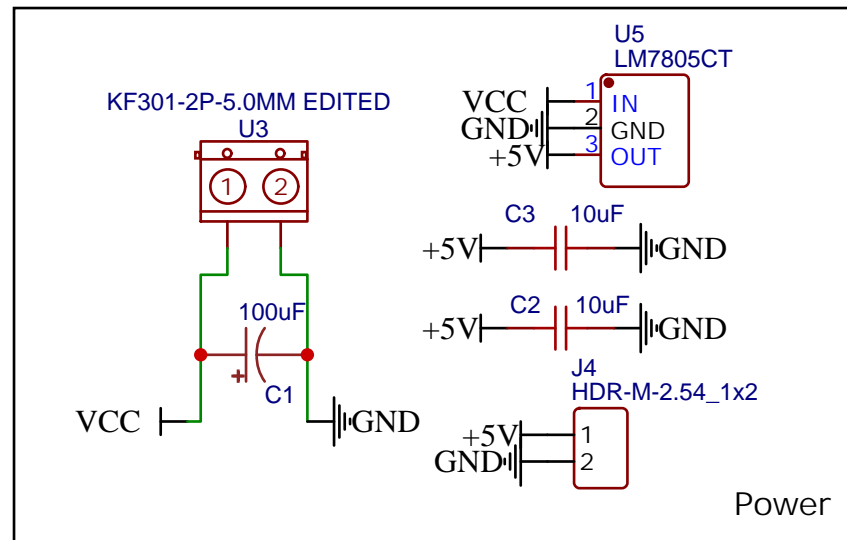 KF301-2P-5.0MM EDITED
U3
1 2
100uF
+
C1
VCC
GND
U5
LM7805CT
VCC 1 IN
GND 2 GND
+5V 3 OUT
C3 10uF
+5V GND
C2 10uF
+5V GND
J4
HDR-M-2.54_1x2
+5V 1
GND 2
Power